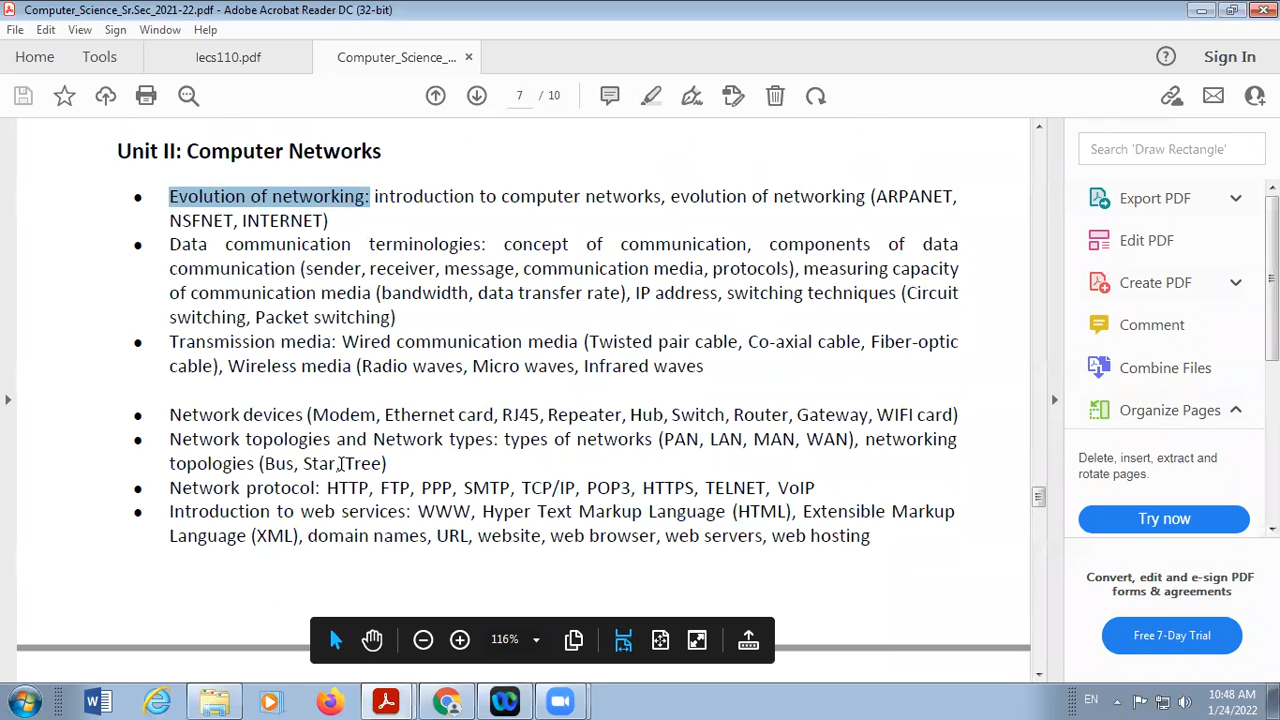 Computer_Science_Sr.Sec_2021-22.pdf - Adobe Acrobat Reader DC (32-bit)
File Edit View Sign Window Help
Home Tools lecs110.pdf Computer_Science_... × ? Sign In
7 / 10
Search 'Draw Rectangle'
Unit II: Computer Networks
● Evolution of networking: introduction to computer networks, evolution of networking (ARPANET,
NSFNET, INTERNET)
● Data communication terminologies: concept of communication, components of data
communication (sender, receiver, message, communication media, protocols), measuring capacity
of communication media (bandwidth, data transfer rate), IP address, switching techniques (Circuit
switching, Packet switching)
● Transmission media: Wired communication media (Twisted pair cable, Co-axial cable, Fiber-optic
cable), Wireless media (Radio waves, Micro waves, Infrared waves
● Network devices (Modem, Ethernet card, RJ45, Repeater, Hub, Switch, Router, Gateway, WIFI card)
● Network topologies and Network types: types of networks (PAN, LAN, MAN, WAN), networking
topologies (Bus, Star, Tree)
● Network protocol: HTTP, FTP, PPP, SMTP, TCP/IP, POP3, HTTPS, TELNET, VoIP
● Introduction to web services: WWW, Hyper Text Markup Language (HTML), Extensible Markup
Language (XML), domain names, URL, website, web browser, web servers, web hosting
116%
Export PDF
Edit PDF
Create PDF
Comment
Combine Files
Organize Pages
Delete, insert, extract and
rotate pages.
Try now
Convert, edit and e-sign PDF
forms & agreements
Free 7-Day Trial
EN
10:48 AM
1/24/2022